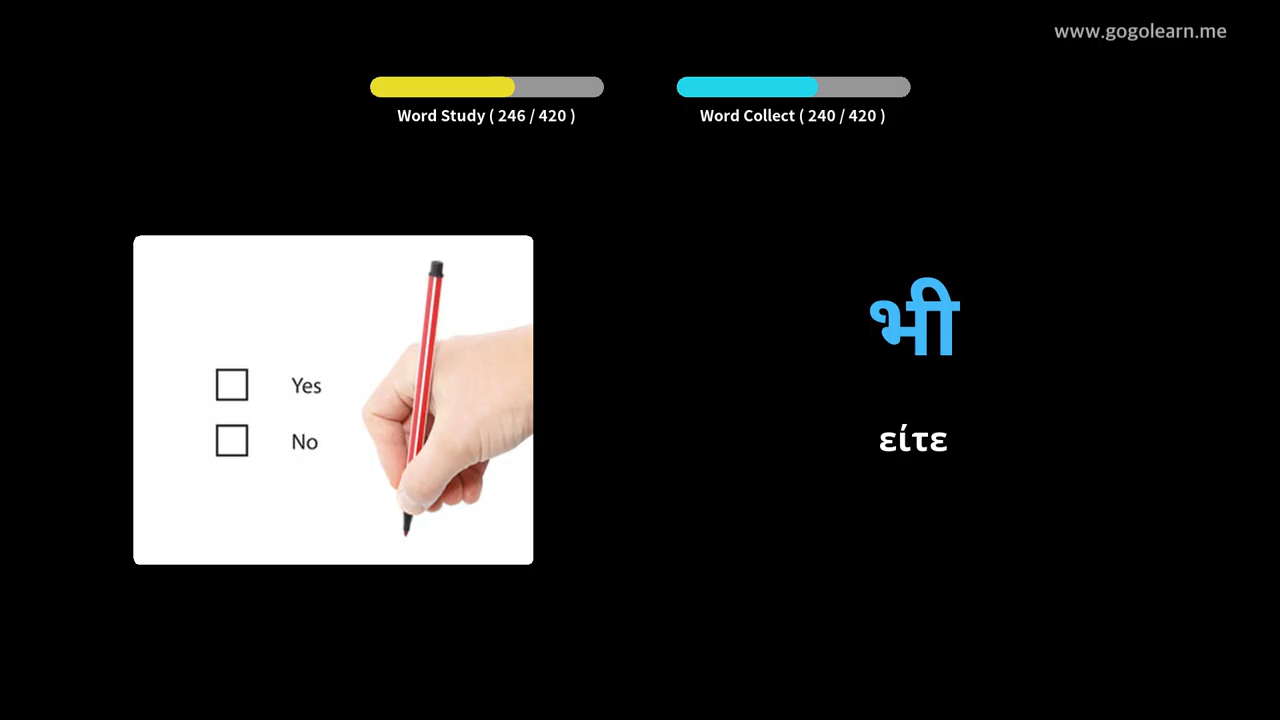 www.gogolearn.me
Word Study ( 246 / 420 )
Word Collect ( 240 / 420 )
Yes
No
भी
είτε